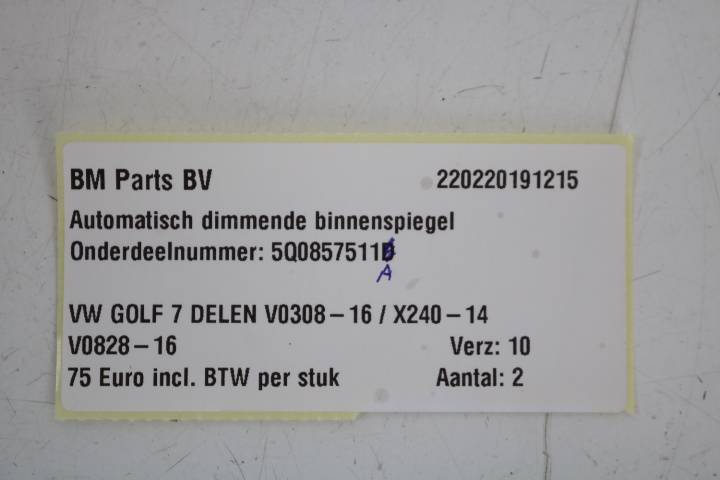 BM Parts BV 220220191215
Automatisch dimmende binnenspiegel
Onderdeelnummer: 5Q0857511
A
VW GOLF 7 DELEN V0308-16 / X240-14
V0828-16 Verz: 10
75 Euro incl. BTW per stuk Aantal: 2